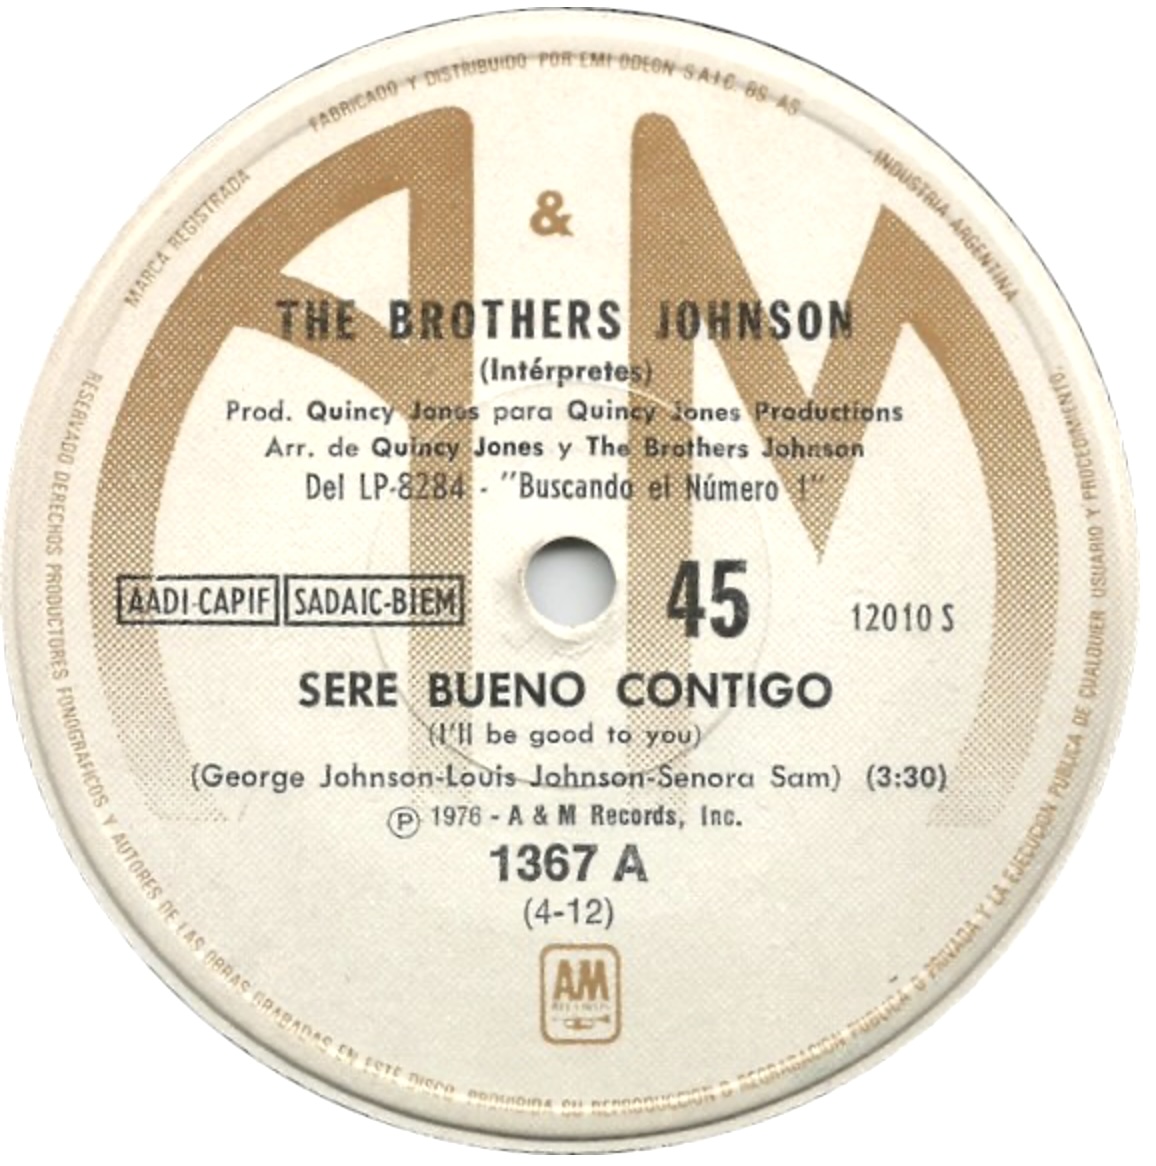 MARCA REGISTRADA
FABRICADO Y DISTRIBUIDO POR EMI ODEON S.A.I.C. BS. AS.
INDUSTRIA ARGENTINA
A & M
THE BROTHERS JOHNSON
(Intérpretes)
Prod. Quincy Jones para Quincy Jones Productions
Arr. de Quincy Jones y The Brothers Johnson
Del LP-8284 - "Buscando el Número !"
AADI-CAPIF SADAIC-BIEM
45
12010 S
SERE BUENO CONTIGO
(I'll be good to you)
(George Johnson-Louis Johnson-Senora Sam) (3:30)
Ⓟ 1976 - A & M Records, Inc.
1367 A
(4-12)
AM
RECORDS
RESERVADO DERECHOS PRODUCTORES FONOGRAFICOS Y AUTORES DE LAS OBRAS GRABADAS EN ESTE DISCO. PROHIBIDA SU REPRODUCCION O DEGRABACION PUBLICA O PRIVADA Y LA EJECUCION PUBLICA DE CUALQUIER USUARIO Y PROCEDIMIENTO.